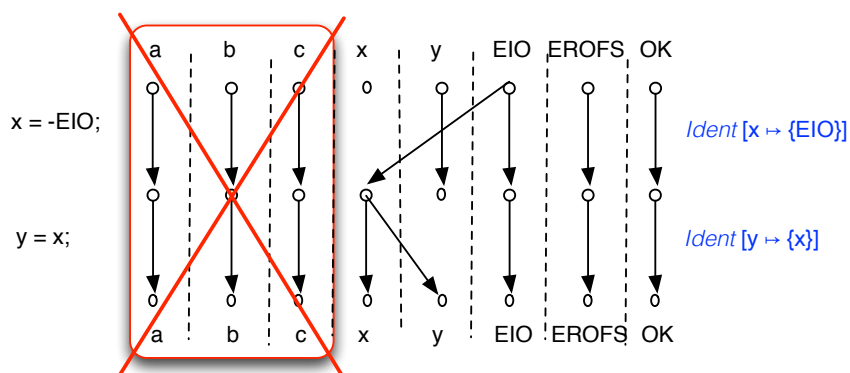 a b c x y EIO EROFS OK
x = -EIO;
Ident [x ↦ {EIO}]
y = x;
Ident [y ↦ {x}]
a b c x y EIO EROFS OK